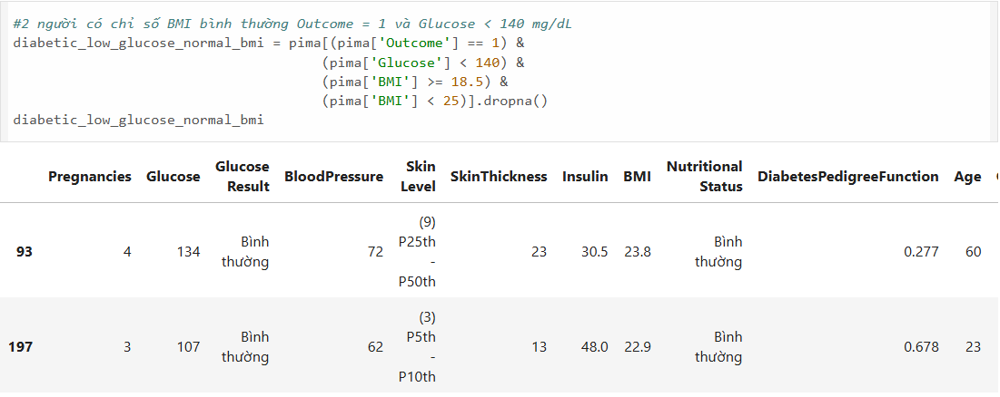 #2 người có chỉ số BMI bình thường Outcome = 1 và Glucose < 140 mg/dL
diabetic_low_glucose_normal_bmi = pima[(pima['Outcome'] == 1) &
(pima['Glucose'] < 140) &
(pima['BMI'] >= 18.5) &
(pima['BMI'] < 25)].dropna()
diabetic_low_glucose_normal_bmi
Pregnancies Glucose Glucose Result BloodPressure Skin Level SkinThickness Insulin BMI Nutritional Status DiabetesPedigreeFunction Age
93 4 134 Bình thường 72 (9) P25th - P50th 23 30.5 23.8 Bình thường 0.277 60
197 3 107 Bình thường 62 (3) P5th - P10th 13 48.0 22.9 Bình thường 0.678 23